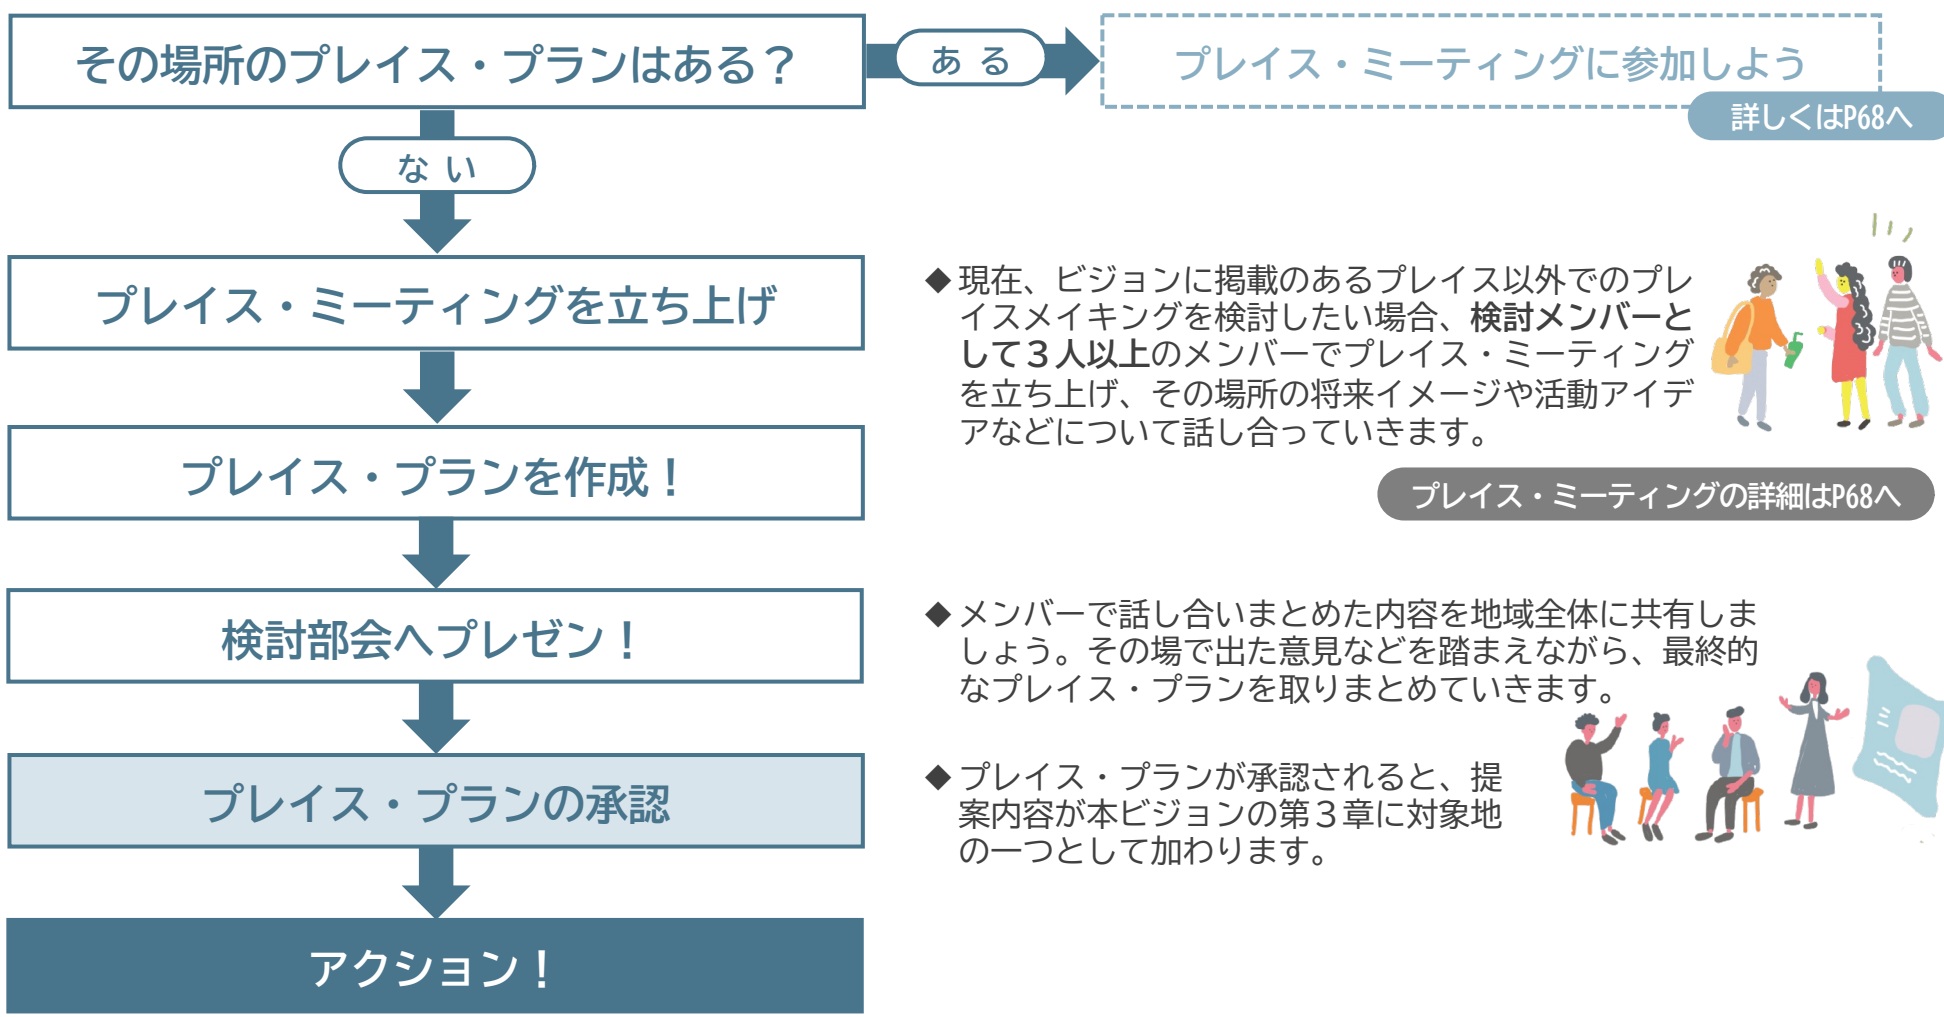 その場所のプレイス・プランはある？
ある
プレイス・ミーティングに参加しよう
詳しくはP68へ
ない
プレイス・ミーティングを立ち上げ
◆現在、ビジョンに掲載のあるプレイス以外でのプレ
イスメイキングを検討したい場合、検討メンバーと
して３人以上のメンバーでプレイス・ミーティング
を立ち上げ、その場所の将来イメージや活動アイデ
アなどについて話し合っていきます。
プレイス・プランを作成！
プレイス・ミーティングの詳細はP68へ
検討部会へプレゼン！
◆メンバーで話し合いまとめた内容を地域全体に共有しま
しょう。その場で出た意見などを踏まえながら、最終的
なプレイス・プランを取りまとめていきます。
プレイス・プランの承認
◆プレイス・プランが承認されると、提
案内容が本ビジョンの第３章に対象地
の一つとして加わります。
アクション！